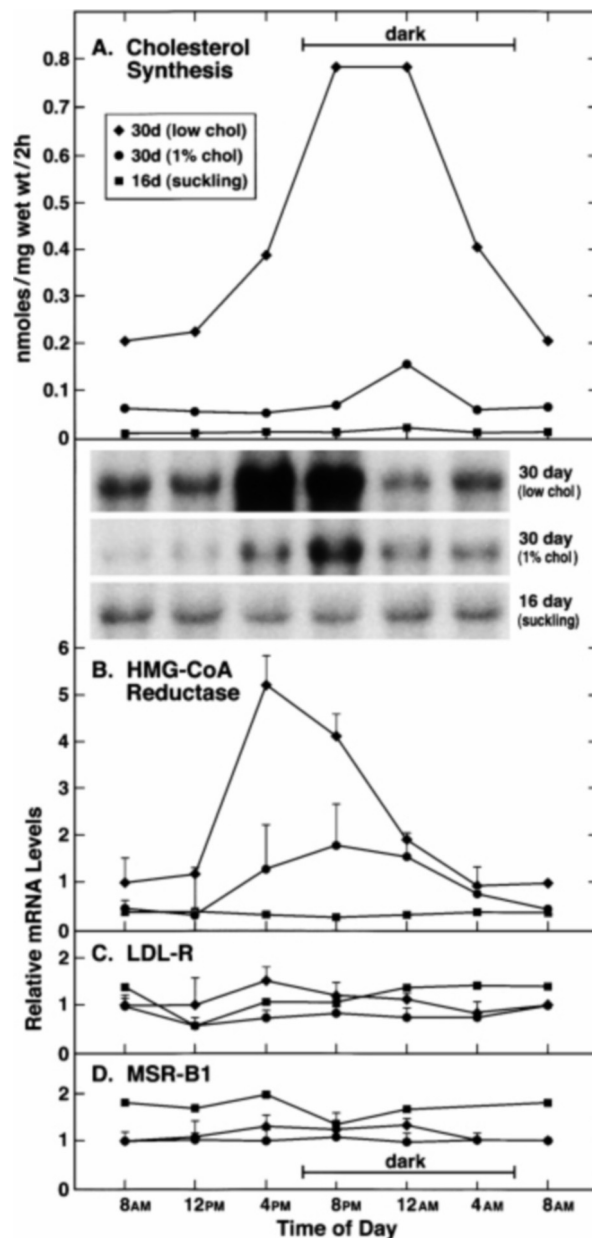 dark
A. Cholesterol
Synthesis
30d (low chol)
30d (1% chol)
16d (suckling)
nmoles/mg wet wt/2h
0.8
0.7
0.6
0.5
0.4
0.3
0.2
0.1
0
30 day
(low chol)
30 day
(1% chol)
16 day
(suckling)
B. HMG-CoA
Reductase
Relative mRNA Levels
6
5
4
3
2
1
0
C. LDL-R
2
1
0
D. MSR-B1
2
1
0
dark
8AM 12PM 4PM 8PM 12AM 4AM 8AM
Time of Day